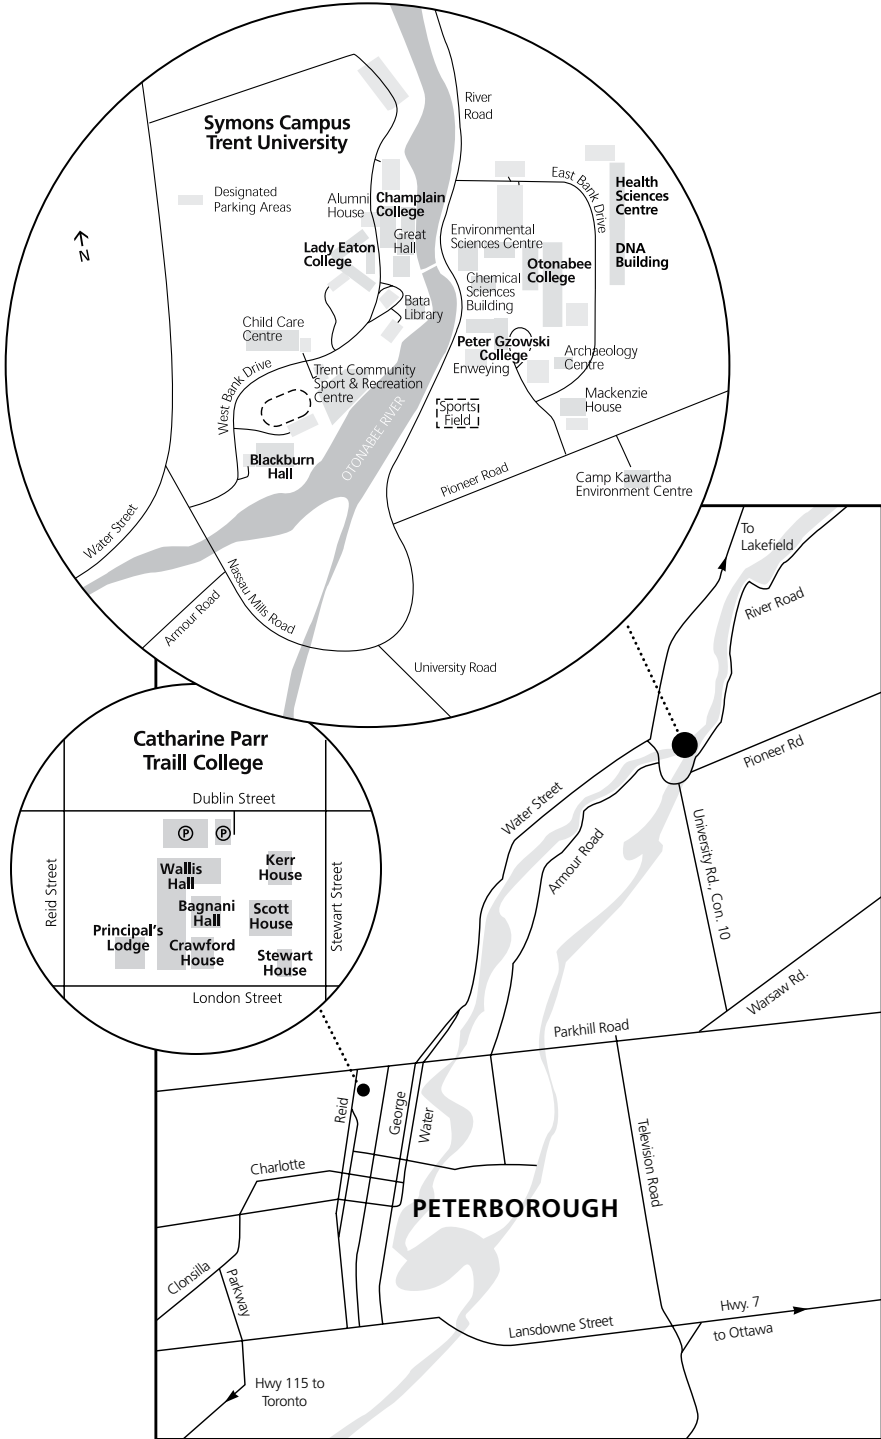 River
Road
Symons Campus
Trent University
East Bank Drive
Health
Sciences
Centre
Designated
Parking Areas
Alumni
House
Champlain
College
Great
Hall
Environmental
Sciences Centre
N
Lady Eaton
College
DNA
Building
Otonabee
College
Chemical
Sciences
Building
Bata
Library
Child Care
Centre
Peter Gzowski
College
Enweying
Archaeology
Centre
West Bank Drive
Trent Community
Sport & Recreation
Centre
Mackenzie
House
Sports
Field
OTONABEE RIVER
Blackburn
Hall
Pioneer Road
Camp Kawartha
Environment Centre
Water Street
Nassau Mills Road
Armour Road
University Road
To
Lakefield
River Road
Pioneer Rd
Catharine Parr
Traill College
Dublin Street
P
P
Reid Street
Wallis
Hall
Kerr
House
Stewart Street
Bagnani
Hall
Scott
House
Principal's
Lodge
Crawford
House
Stewart
House
London Street
Water Street
Armour Road
University Rd., Con. 10
Warsaw Rd.
Parkhill Road
Reid
George
Water
Television Road
Charlotte
PETERBOROUGH
Clonsilla
Parkway
Lansdowne Street
Hwy. 7
to Ottawa
Hwy 115 to
Toronto